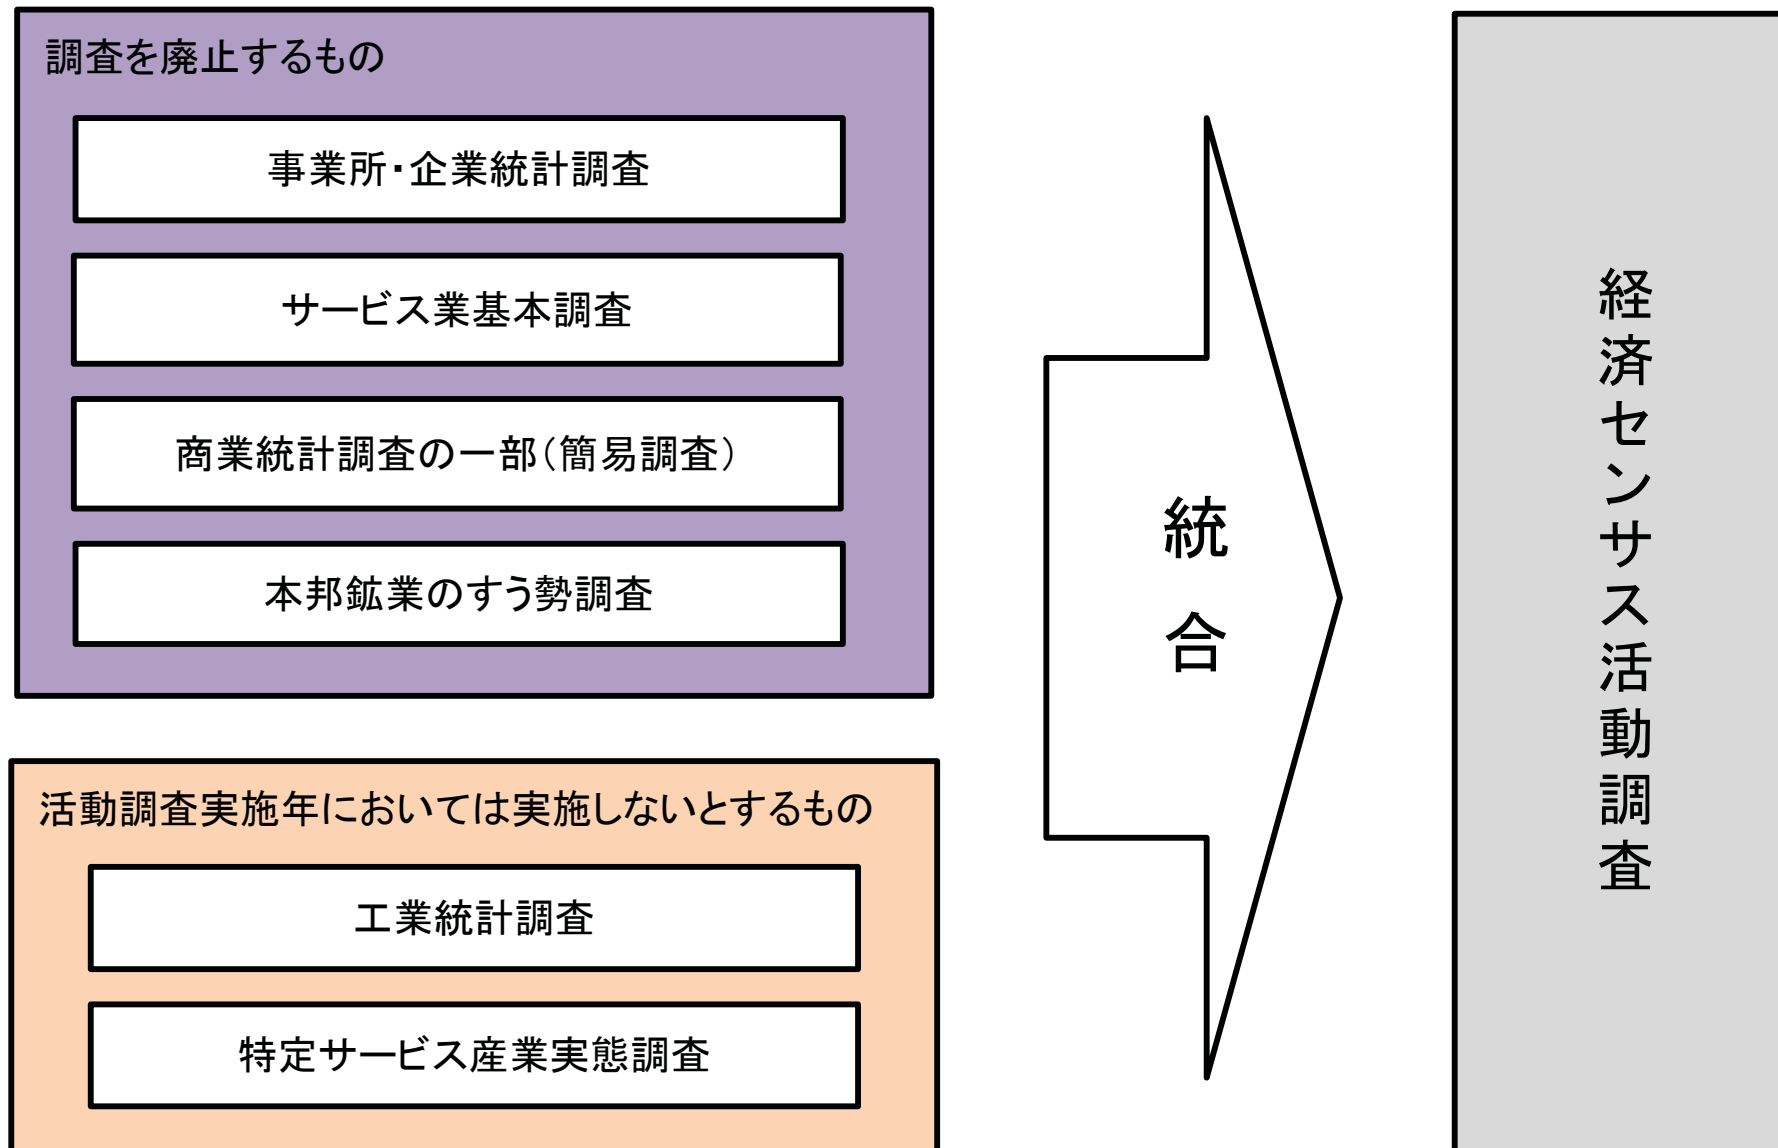 調査を廃止するもの
事業所・企業統計調査
サービス業基本調査
商業統計調査の一部（簡易調査）
本邦鉱業のすう勢調査
活動調査実施年においては実施しないとするもの
工業統計調査
特定サービス産業実態調査
統合
経済センサス活動調査